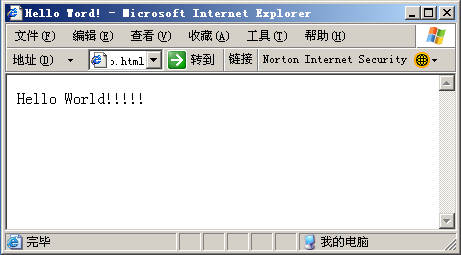 Hello Word! - Microsoft Internet Explorer
文件(F) 编辑(E) 查看(V) 收藏(A) 工具(T) 帮助(H)
地址(D) o.html 转到 链接 Norton Internet Security
Hello World!!!!!
完毕 我的电脑